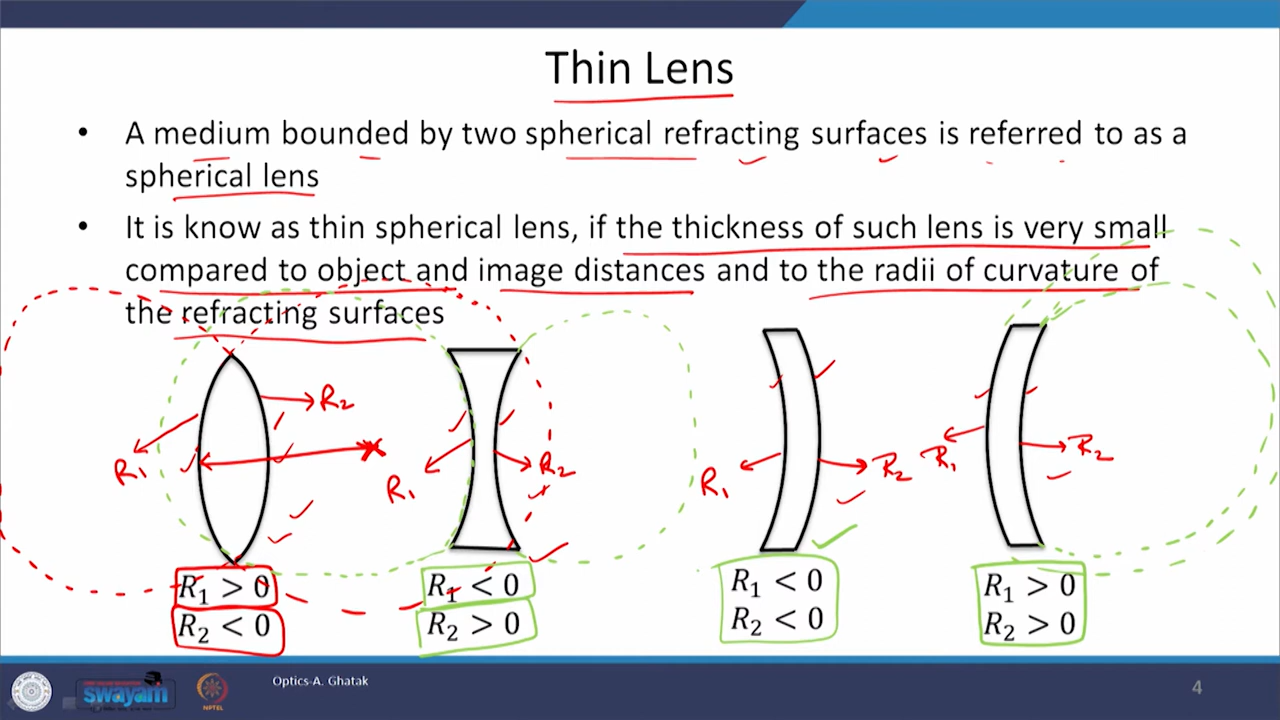 Thin Lens
• A medium bounded by two spherical refracting surfaces is referred to as a
spherical lens
• It is know as thin spherical lens, if the thickness of such lens is very small
compared to object and image distances and to the radii of curvature of
the refracting surfaces
R₁ R₂
R₁ R₂
R₁ R₂
R₁ R₂
R₁ > 0
R₂ < 0
R₁ < 0
R₂ > 0
R₁ < 0
R₂ < 0
R₁ > 0
R₂ > 0
swayam
NPTEL
Optics-A. Ghatak
4